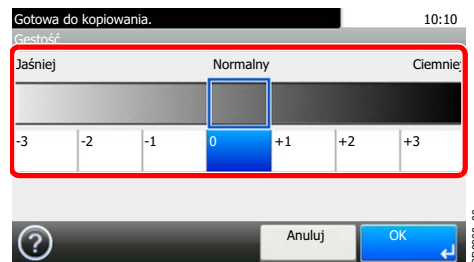 Gotowa do kopiowania. 10:10
Gęstość
Jaśniej Normalny Ciemniej
-3 -2 -1 0 +1 +2 +3
Anuluj OK